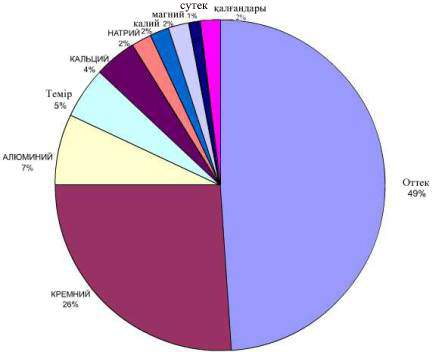 сутек
қалғандары
2%
магний
1%
калий
2%
НАТРИЙ
2%
2%
КАЛЬЦИЙ
4%
Темір
5%
АЛЮМИНИЙ
7%
Оттек
49%
КРЕМНИЙ
26%